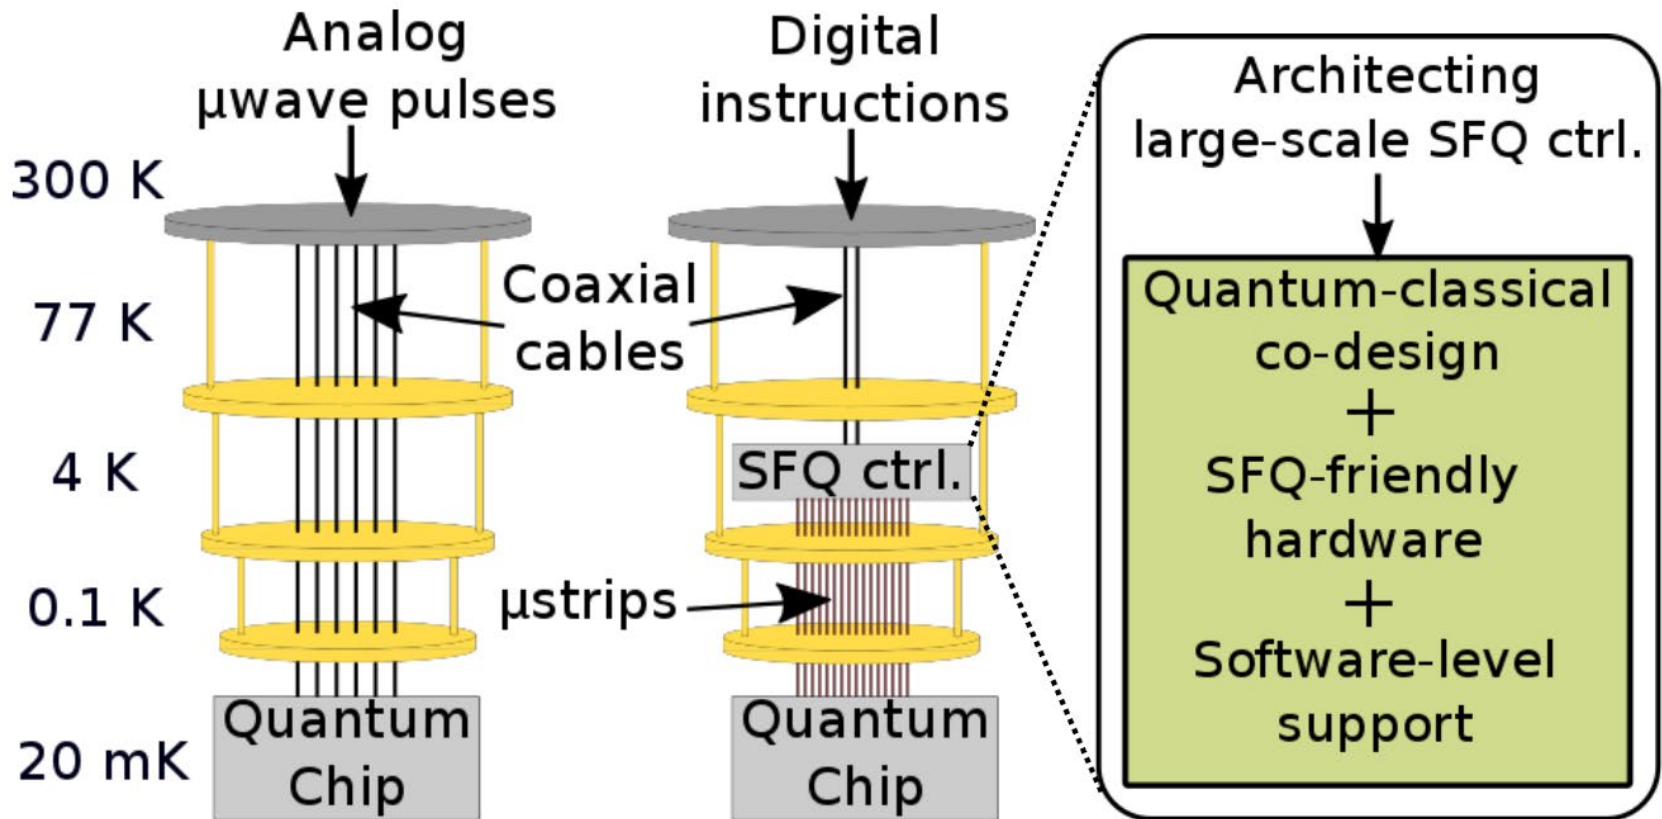 Analog
µwave pulses
Digital
instructions
300 K
77 K
4 K
0.1 K
20 mK
Coaxial
cables
SFQ ctrl.
µstrips
Quantum
Chip
Quantum
Chip
Architecting
large-scale SFQ ctrl.
Quantum-classical
co-design
+
SFQ-friendly
hardware
+
Software-level
support